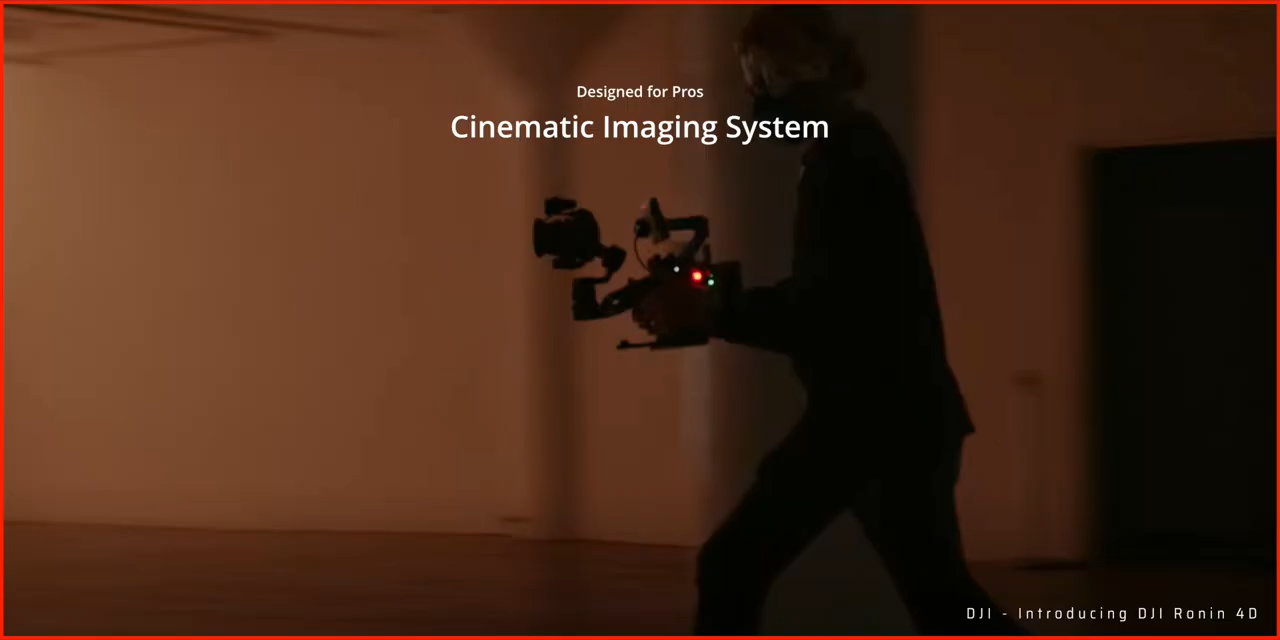 Designed for Pros
Cinematic Imaging System
DJI - Introducing DJI Ronin 4D